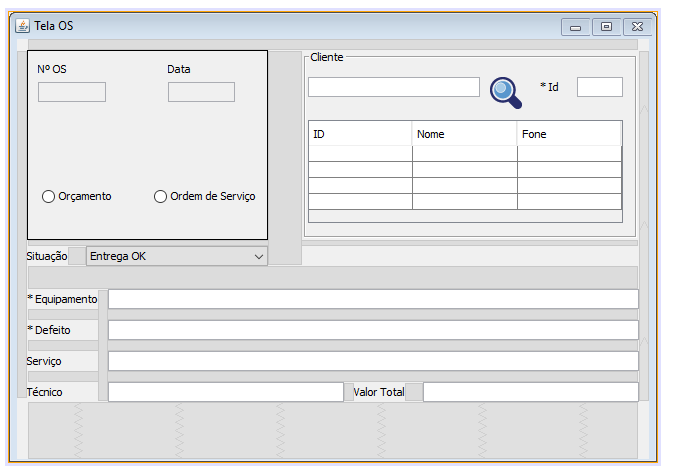 Tela OS
Nº OS
Data
Orçamento
Ordem de Serviço
Cliente
* Id
ID Nome Fone
Situação Entrega OK
* Equipamento
* Defeito
Serviço
Técnico Valor Total